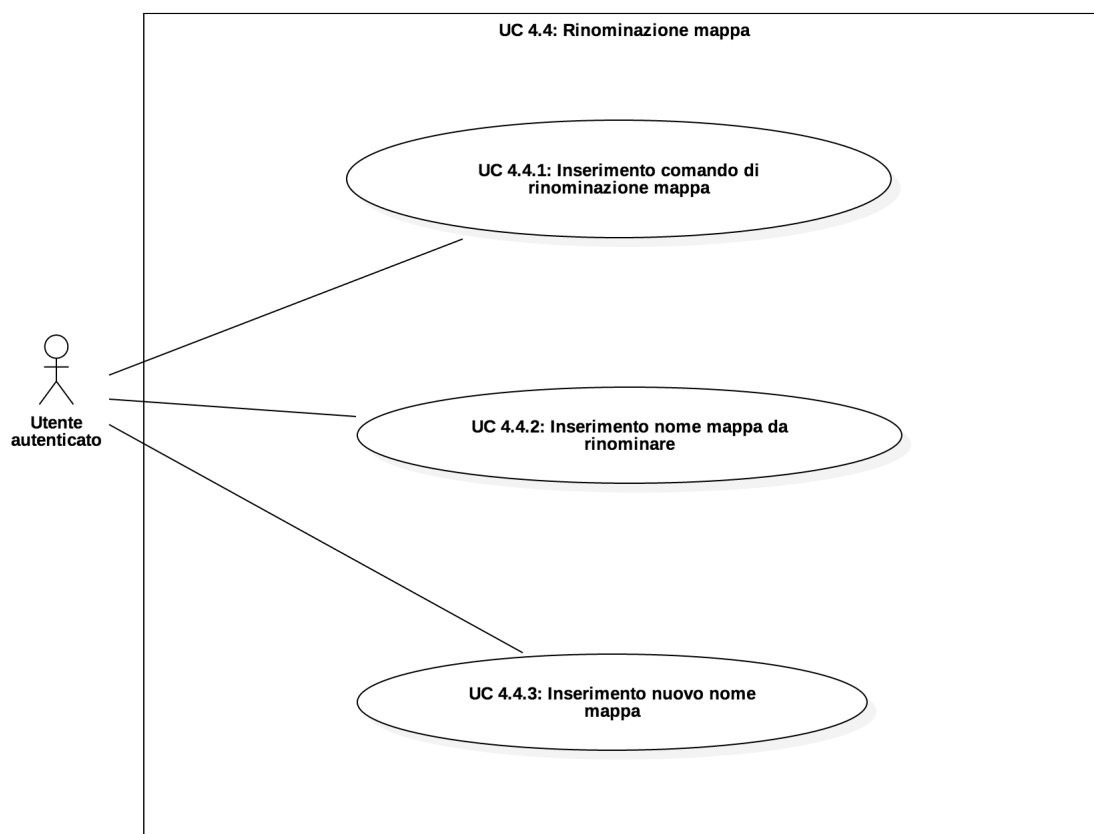 UC 4.4: Rinominazione mappa
UC 4.4.1: Inserimento comando di
rinominazione mappa
Utente
autenticato
UC 4.4.2: Inserimento nome mappa da
rinominare
UC 4.4.3: Inserimento nuovo nome
mappa